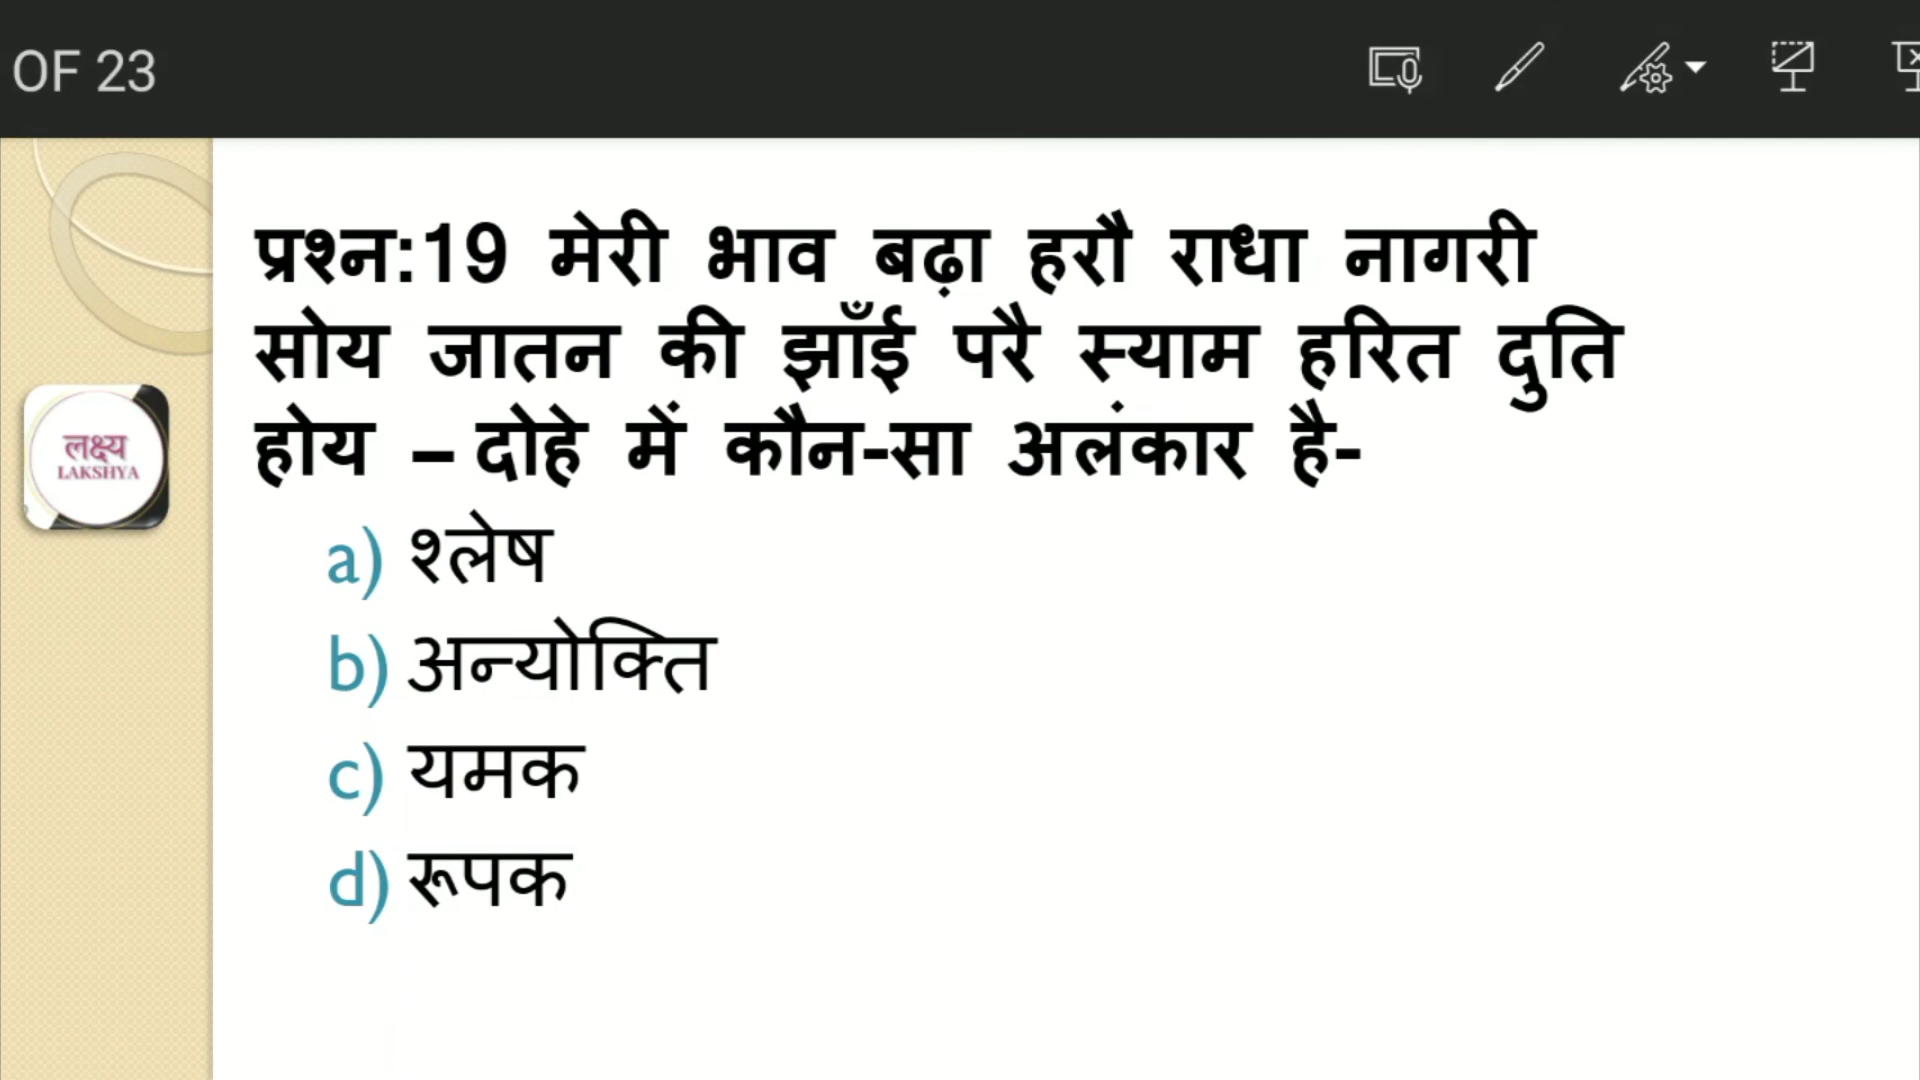 OF 23
प्रश्न:19 मेरी भाव बढ़ा हरौ राधा नागरी
सोय जातन की झाँई परै स्याम हरित दुति
होय – दोहे में कौन-सा अलंकार है-
लक्ष्य
LAKSHYA
a) श्लेष
b) अन्योक्ति
c) यमक
d) रूपक